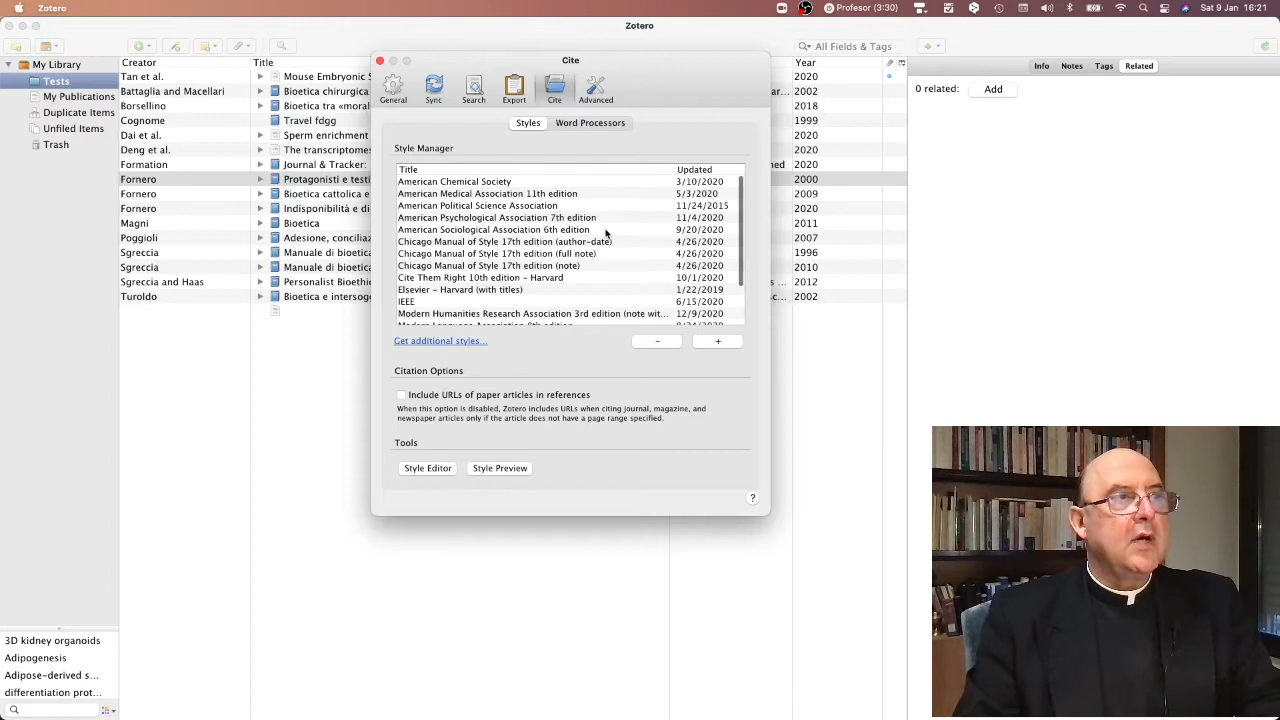 Zotero
Profesor (3:30)
Sat 9 Jan 16:21
Zotero
All Fields & Tags
My Library
Tests
My Publications
Duplicate Items
Unfiled Items
Trash
Creator Title Year
Tan et al. Mouse Embryonic S 2020
Battaglia and Macellari Bioetica chirurgica 2002
Borsellino Bioetica tra «moral 2018
Cognome Travel fdgg 1999
Dai et al. Sperm enrichment 2020
Deng et al. The transcriptome 2020
Formation Journal & Tracker: 2020
Fornero Protagonisti e testi 2000
Fornero Bioetica cattolica e 2009
Fornero Indisponibilità e di 2020
Magni Bioetica 2011
Poggioli Adesione, concilia 2007
Sgreccia Manuale di bioetic 1996
Sgreccia Manuale di bioetic 2010
Sgreccia and Haas Personalist Bioethi 2012
Turoldo Bioetica e intersog 2002
Cite
General
Sync
Search
Export
Cite
Advanced
Styles Word Processors
Style Manager
Title Updated
American Chemical Society 3/10/2020
American Medical Association 11th edition 5/3/2020
American Political Science Association 11/24/2015
American Psychological Association 7th edition 11/4/2020
American Sociological Association 6th edition 9/20/2020
Chicago Manual of Style 17th edition (author-date) 4/26/2020
Chicago Manual of Style 17th edition (full note) 4/26/2020
Chicago Manual of Style 17th edition (note) 4/26/2020
Cite Them Right 10th edition - Harvard 10/1/2020
Elsevier - Harvard (with titles) 1/22/2019
IEEE 6/15/2020
Modern Humanities Research Association 3rd edition (note wit... 12/9/2020
Get additional styles...
- +
Citation Options
Include URLs of paper articles in references
When this option is disabled, Zotero includes URLs when citing journal, magazine, and
newspaper articles only if the article does not have a page range specified.
Tools
Style Editor Style Preview
?
Info Notes Tags Related
0 related: Add
3D kidney organoids
Adipogenesis
Adipose-derived s...
differentiation prot...